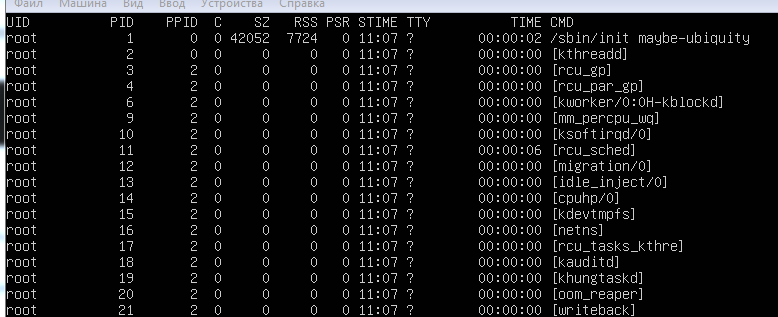 Файл Машина Вид Ввод Устройства Справка
UID PID PPID C SZ RSS PSR STIME TTY TIME CMD
root 1 0 0 42052 7724 0 11:07 ? 00:00:02 /sbin/init maybe-ubiquity
root 2 0 0 0 0 0 11:07 ? 00:00:00 [kthreadd]
root 3 2 0 0 0 0 11:07 ? 00:00:00 [rcu_gp]
root 4 2 0 0 0 0 11:07 ? 00:00:00 [rcu_par_gp]
root 6 2 0 0 0 0 11:07 ? 00:00:00 [kworker/0:0H-kblockd]
root 9 2 0 0 0 0 11:07 ? 00:00:00 [mm_percpu_wq]
root 10 2 0 0 0 0 11:07 ? 00:00:00 [ksoftirqd/0]
root 11 2 0 0 0 0 11:07 ? 00:00:06 [rcu_sched]
root 12 2 0 0 0 0 11:07 ? 00:00:00 [migration/0]
root 13 2 0 0 0 0 11:07 ? 00:00:00 [idle_inject/0]
root 14 2 0 0 0 0 11:07 ? 00:00:00 [cpuhp/0]
root 15 2 0 0 0 0 11:07 ? 00:00:00 [kdevtmpfs]
root 16 2 0 0 0 0 11:07 ? 00:00:00 [netns]
root 17 2 0 0 0 0 11:07 ? 00:00:00 [rcu_tasks_kthre]
root 18 2 0 0 0 0 11:07 ? 00:00:00 [kauditd]
root 19 2 0 0 0 0 11:07 ? 00:00:00 [khungtaskd]
root 20 2 0 0 0 0 11:07 ? 00:00:00 [oom_reaper]
root 21 2 0 0 0 0 11:07 ? 00:00:00 [writeback]